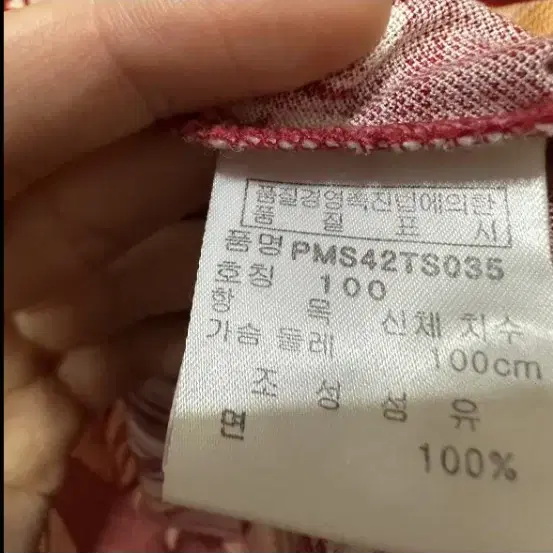 품질경영촉진법에의한
품 질 표 시
품명 PMS42TS035
호칭 100
항 목 신체 치수
가슴 둘레 100cm
조 성 섬 유
면 100%